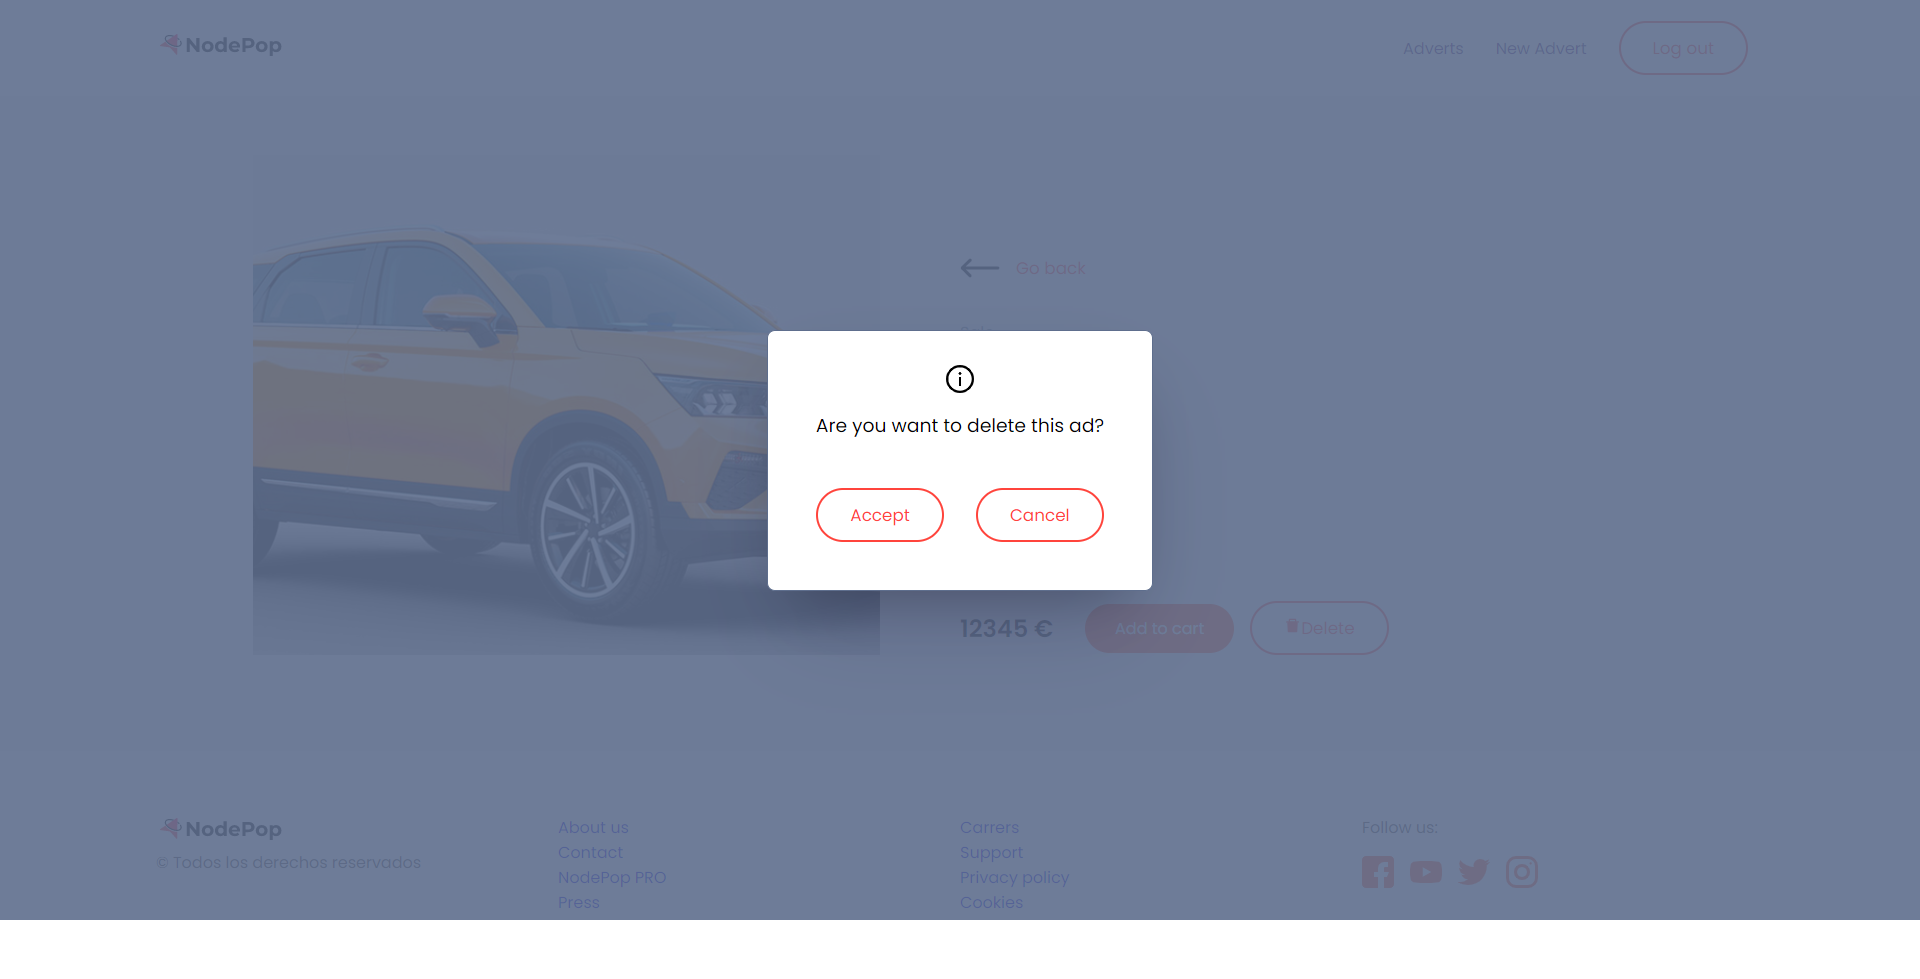 NodePop
Adverts
New Advert
Log out
Go back
Are you want to delete this ad?
Accept
Cancel
12345 €
Add to cart
Delete
NodePop
© Todos los derechos reservados
About us
Contact
NodePop PRO
Press
Carrers
Support
Privacy policy
Cookies
Follow us: